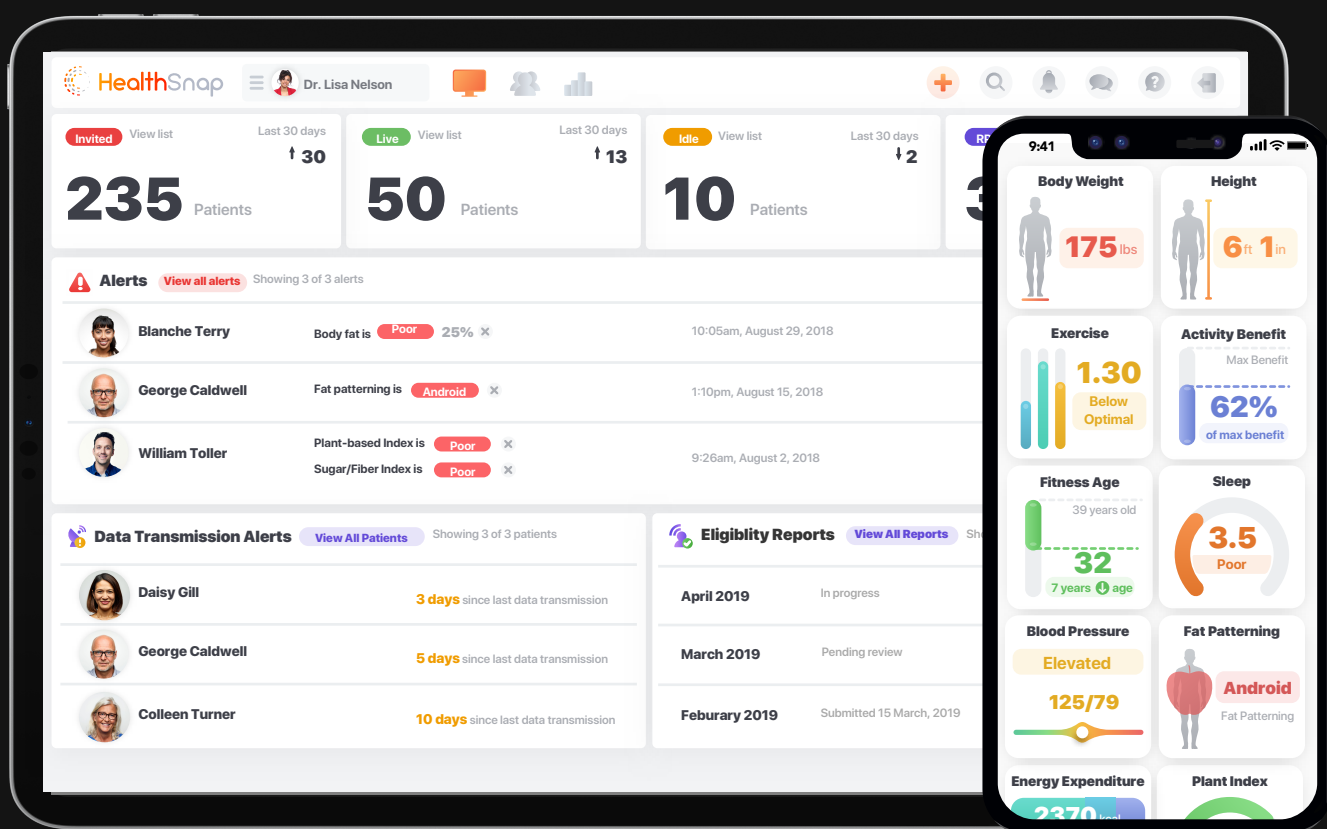 HealthSnap
Dr. Lisa Nelson
Invited View list Last 30 days
30
235 Patients
Live View list Last 30 days
13
50 Patients
Idle View list Last 30 days
2
10 Patients
Alerts View all alerts Showing 3 of 3 alerts
Blanche Terry Body fat is Poor 25% 10:05am, August 29, 2018
George Caldwell Fat patterning is Android 1:10pm, August 15, 2018
William Toller Plant-based Index is Poor 9:26am, August 2, 2018
Sugar/Fiber Index is Poor
Data Transmission Alerts View All Patients Showing 3 of 3 patients
Daisy Gill 3 days since last data transmission
George Caldwell 5 days since last data transmission
Colleen Turner 10 days since last data transmission
Eligiblity Reports View All Reports
April 2019 In progress
March 2019 Pending review
Feburary 2019 Submitted 15 March, 2019
9:41
Body Weight
175 lbs
Height
6 ft 1 in
Exercise
1.30
Below
Optimal
Activity Benefit
Max Benefit
62%
of max benefit
Fitness Age
39 years old
32
7 years age
Sleep
3.5
Poor
Blood Pressure
Elevated
125/79
Fat Patterning
Android
Fat Patterning
Energy Expenditure
2370 kcal
Plant Index